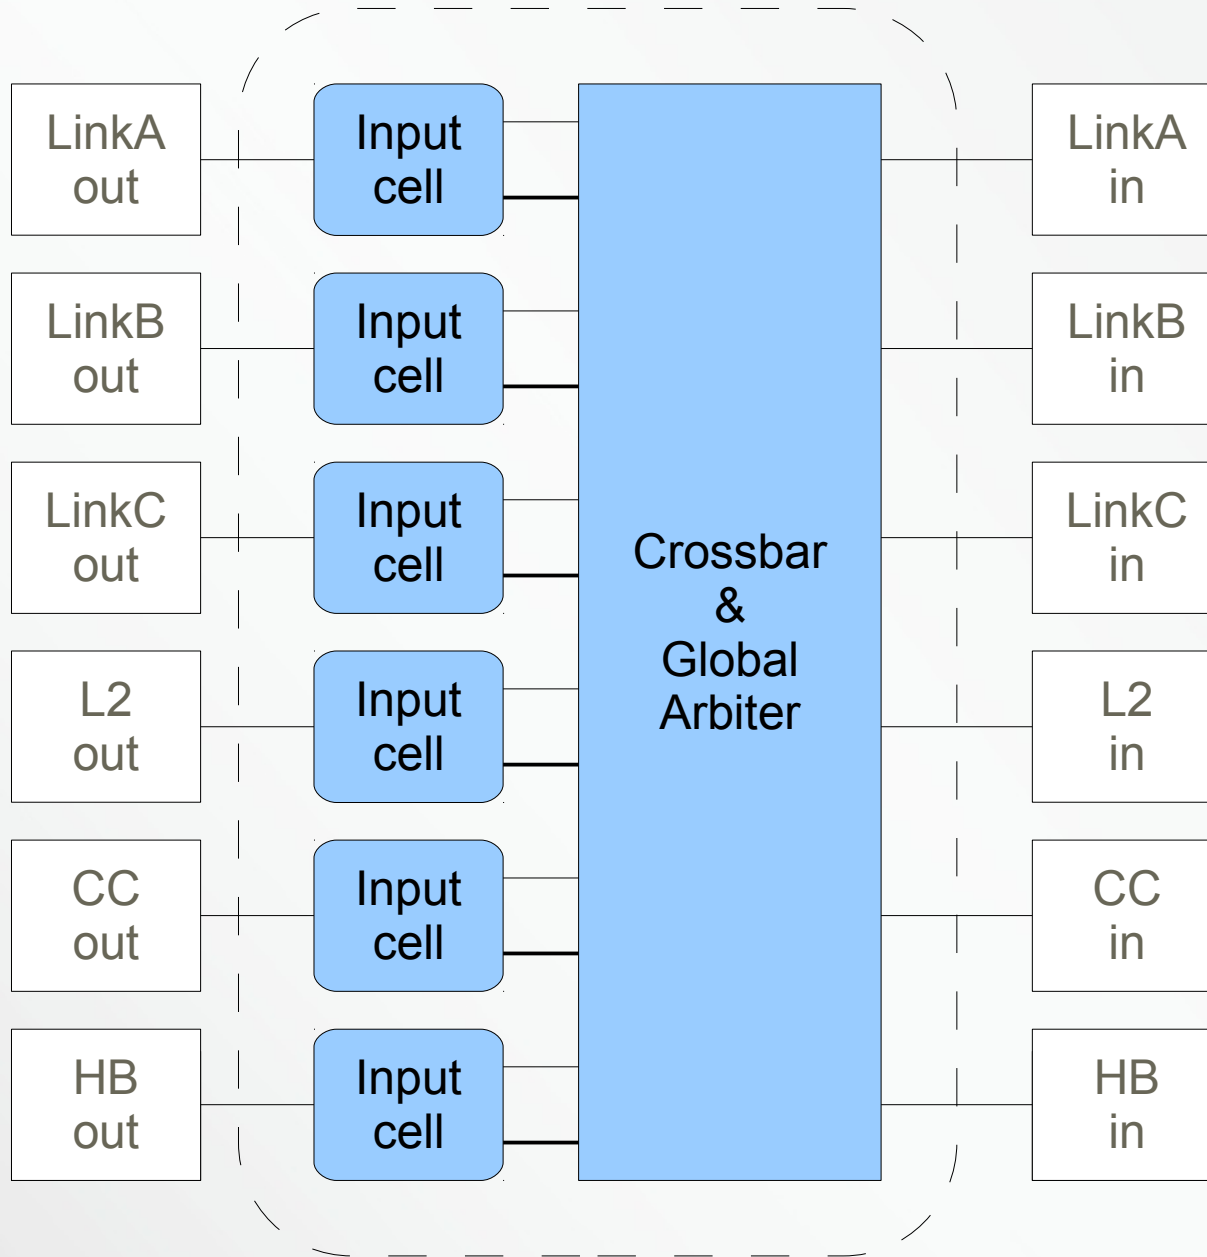 LinkA
out
Input
cell
LinkA
in
LinkB
out
Input
cell
LinkB
in
LinkC
out
Input
cell
LinkC
in
Crossbar
&
Global
Arbiter
L2
out
Input
cell
L2
in
CC
out
Input
cell
CC
in
HB
out
Input
cell
HB
in